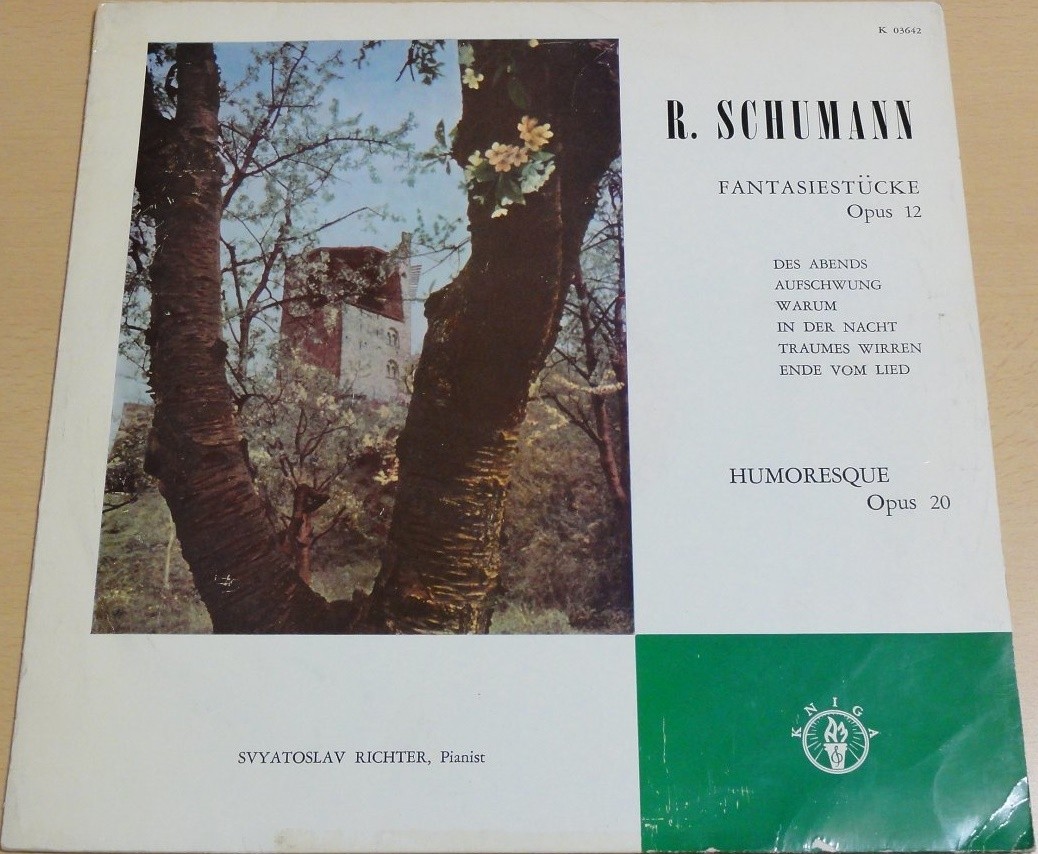 K 03642
R. SCHUMANN
FANTASIESTÜCKE
Opus 12
DES ABENDS
AUFSCHWUNG
WARUM
IN DER NACHT
TRAUMES WIRREN
ENDE VOM LIED
HUMORESQUE
Opus 20
SVYATOSLAV RICHTER, Pianist
KNIGA